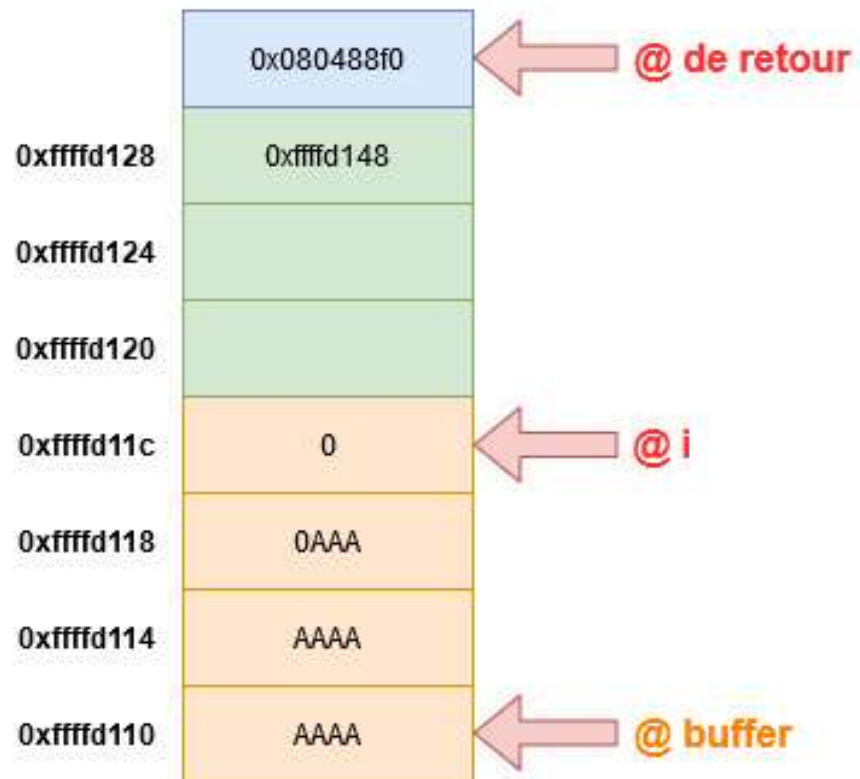 0x080488f0 @ de retour
0xffffd128 0xffffd148
0xffffd124
0xffffd120
0xffffd11c 0 @ i
0xffffd118 0AAA
0xffffd114 AAAA
0xffffd110 AAAA @ buffer